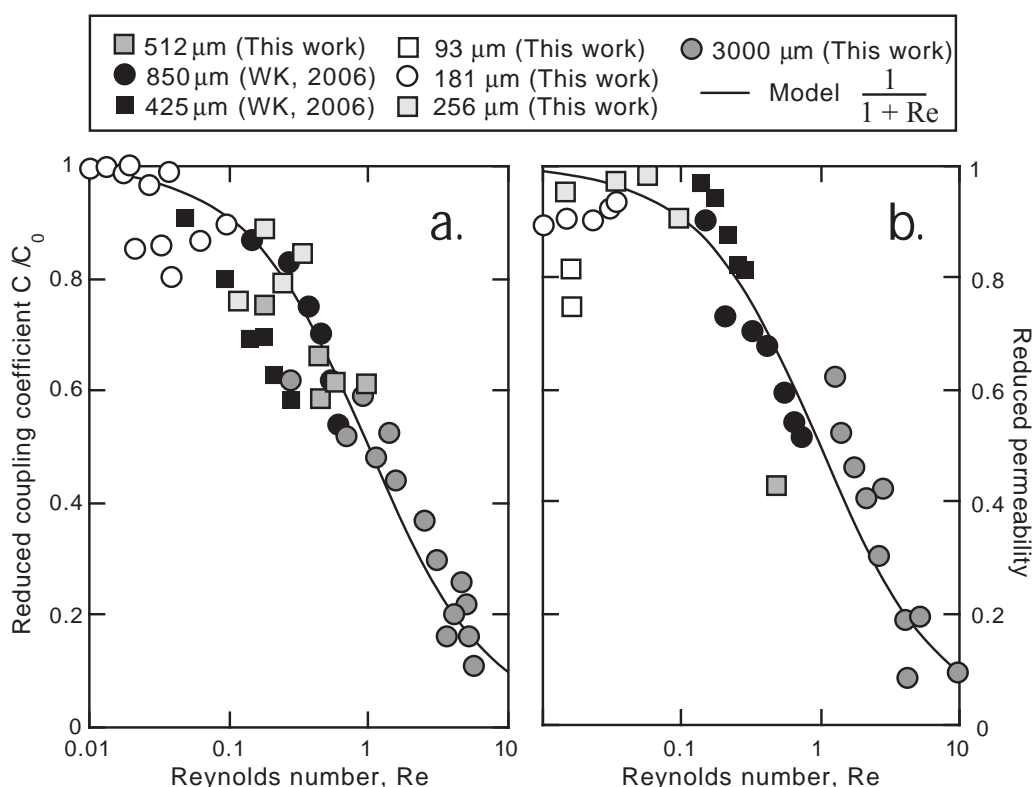 512 μm (This work)
93 μm (This work)
3000 μm (This work)
850 μm (WK, 2006)
181 μm (This work)
Model 1 / 1 + Re
425 μm (WK, 2006)
256 μm (This work)
a.
b.
Reduced coupling coefficient C /C0
1
0.8
0.6
0.4
0.2
0
0.01
0.1
1
10
Reynolds number, Re
0.1
1
10
Reynolds number, Re
1
0.8
0.6
0.4
0.2
0
Reduced permeability